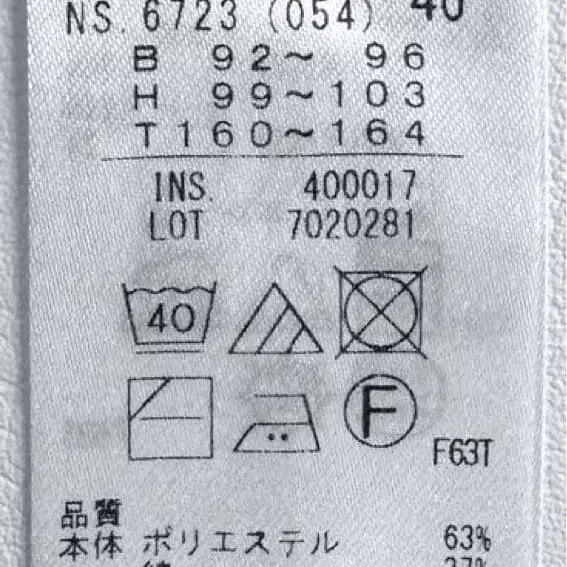 NS. 6723 (054) 40
B 92～ 96
H 99～103
T160～164
INS. 400017
LOT 7020281
40
F
F63T
品質
本体 ポリエステル 63%